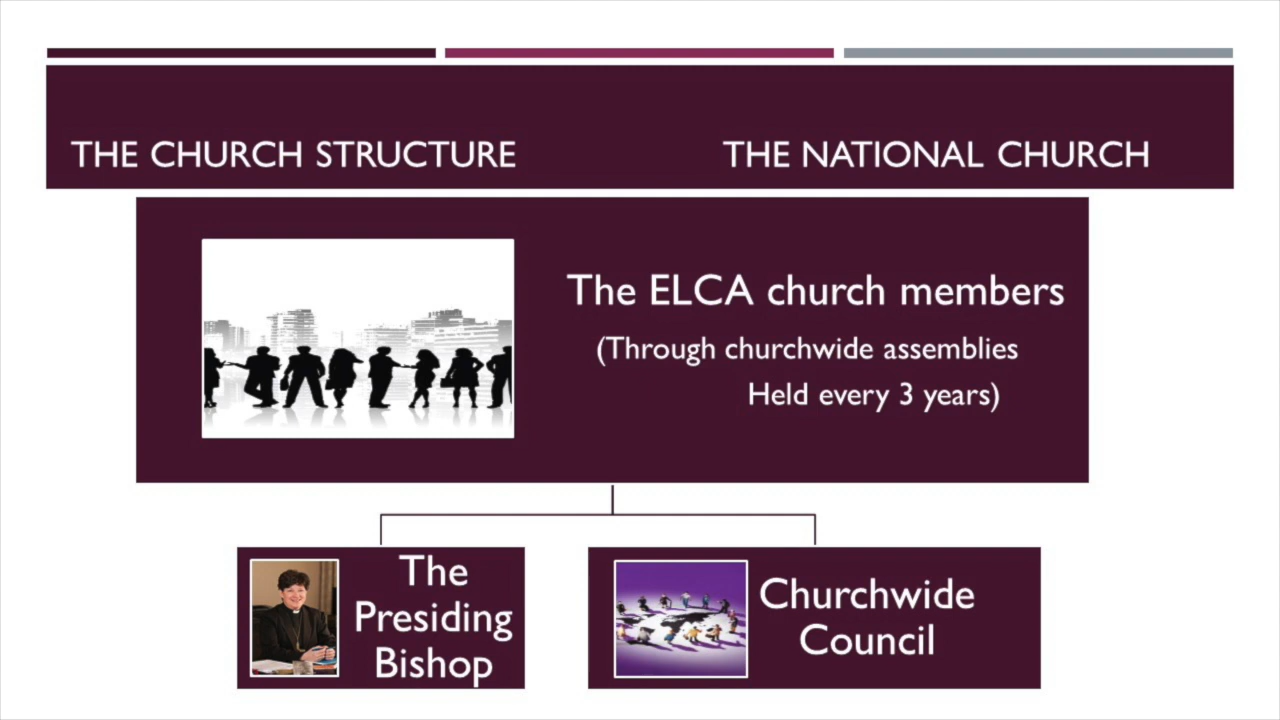 THE CHURCH STRUCTURE THE NATIONAL CHURCH
The ELCA church members
(Through churchwide assemblies
Held every 3 years)
The
Presiding
Bishop
Churchwide
Council